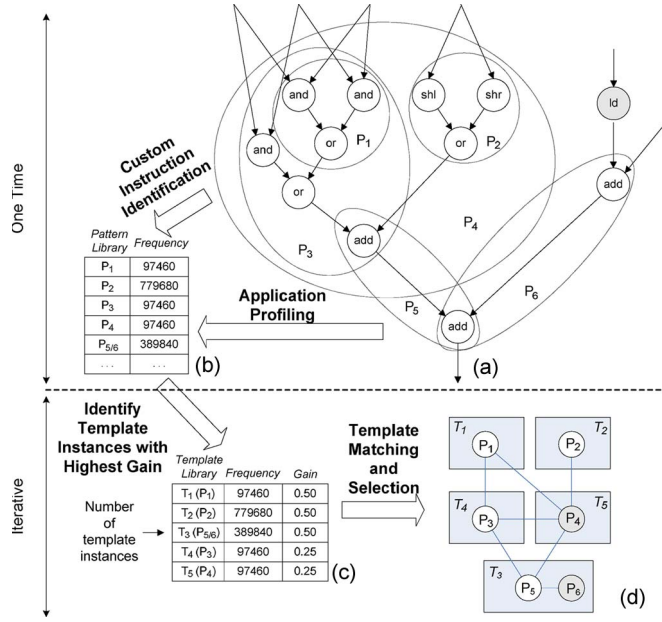 One Time
and
and
shl
shr
ld
or
P1
or
P2
and
or
add
add
P3
P4
P5
P6
add
(a)
Custom
Instruction
Identification
Pattern
Library
Frequency
P1 97460
P2 779680
P3 97460
P4 97460
P5/6 389840
. . . . . .
(b)
Application
Profiling
Iterative
Identify
Template
Instances with
Highest Gain
Number
of
template
instances
Template
Library Frequency Gain
T1 (P1) 97460 0.50
T2 (P2) 779680 0.50
T3 (P5/6) 389840 0.50
T4 (P3) 97460 0.25
T5 (P4) 97460 0.25
(c)
Template
Matching
and
Selection
T1
P1
T2
P2
T4
P3
T5
P4
T3
P5
P6
(d)